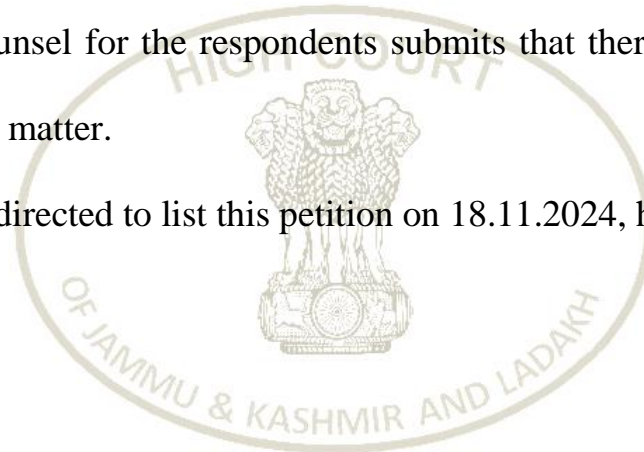 unsel for the respondents submits that ther
HIGH COURT
matter.
directed to list this petition on 18.11.2024, h
OF JAMMU & KASHMIR AND LADAKH